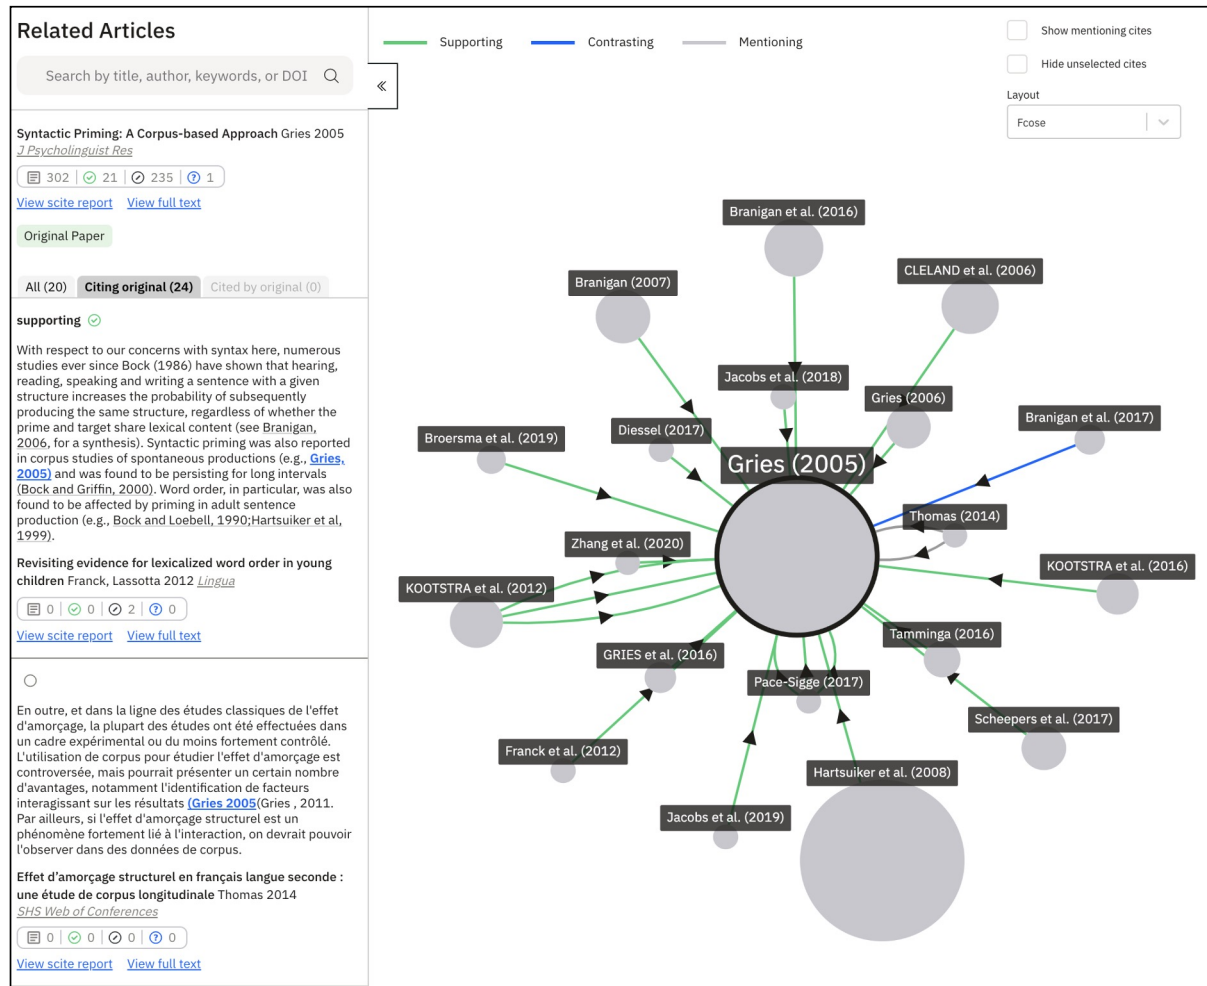 Related Articles
Search by title, author, keywords, or DOI
Syntactic Priming: A Corpus-based Approach Gries 2005
J Psycholinguist Res
302 21 235 1
View scite report View full text
Original Paper
All (20) Citing original (24) Cited by original (0)
supporting
With respect to our concerns with syntax here, numerous
studies ever since Bock (1986) have shown that hearing,
reading, speaking and writing a sentence with a given
structure increases the probability of subsequently
producing the same structure, regardless of whether the
prime and target share lexical content (see Branigan,
2006, for a synthesis). Syntactic priming was also reported
in corpus studies of spontaneous productions (e.g., Gries,
2005) and was found to be persisting for long intervals
(Bock and Griffin, 2000). Word order, in particular, was also
found to be affected by priming in adult sentence
production (e.g., Bock and Loebell, 1990;Hartsuiker et al,
1999).
Revisiting evidence for lexicalized word order in young
children Franck, Lassotta 2012 Lingua
0 0 2 0
View scite report View full text
En outre, et dans la ligne des études classiques de l'effet
d'amorçage, la plupart des études ont été effectuées dans
un cadre expérimental ou du moins fortement contrôlé.
L'utilisation de corpus pour étudier l'effet d'amorçage est
controversée, mais pourrait présenter un certain nombre
d'avantages, notamment l'identification de facteurs
interagissant sur les résultats (Gries 2005(Gries , 2011.
Par ailleurs, si l'effet d'amorçage structurel est un
phénomène fortement lié à l'interaction, on devrait pouvoir
l'observer dans des données de corpus.
Effet d'amorçage structurel en français langue seconde :
une étude de corpus longitudinale Thomas 2014
SHS Web of Conferences
0 0 0 0
View scite report View full text
Supporting Contrasting Mentioning
Show mentioning cites
Hide unselected cites
Layout
Fcose
Branigan et al. (2016)
CLELAND et al. (2006)
Branigan (2007)
Jacobs et al. (2018)
Gries (2006)
Branigan et al. (2017)
Diessel (2017)
Broersma et al. (2019)
Gries (2005)
Thomas (2014)
Zhang et al. (2020)
KOOTSTRA et al. (2016)
KOOTSTRA et al. (2012)
Tamminga (2016)
GRIES et al. (2016)
Pace-Sigge (2017)
Scheepers et al. (2017)
Franck et al. (2012)
Hartsuiker et al. (2008)
Jacobs et al. (2019)